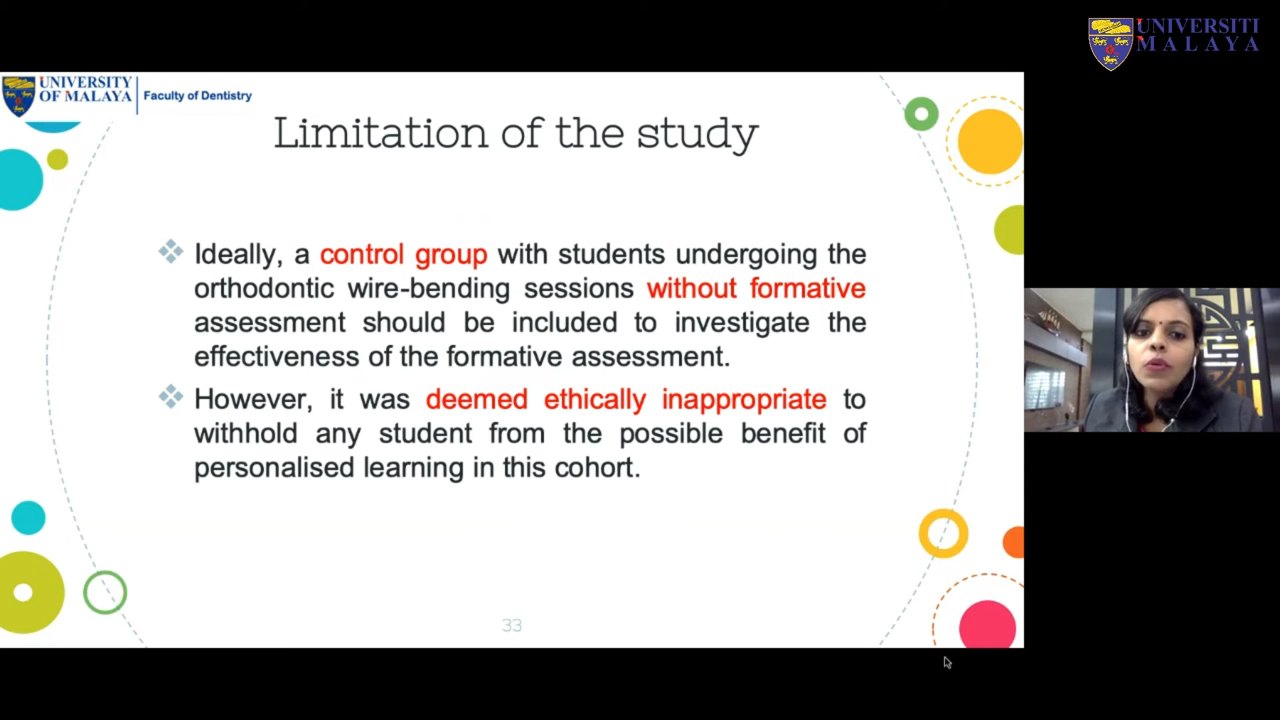 UNIVERSITI
MALAYA
UNIVERSITY
OF MALAYA
Faculty of Dentistry
Limitation of the study
Ideally, a control group with students undergoing the
orthodontic wire-bending sessions without formative
assessment should be included to investigate the
effectiveness of the formative assessment.
However, it was deemed ethically inappropriate to
withhold any student from the possible benefit of
personalised learning in this cohort.
33